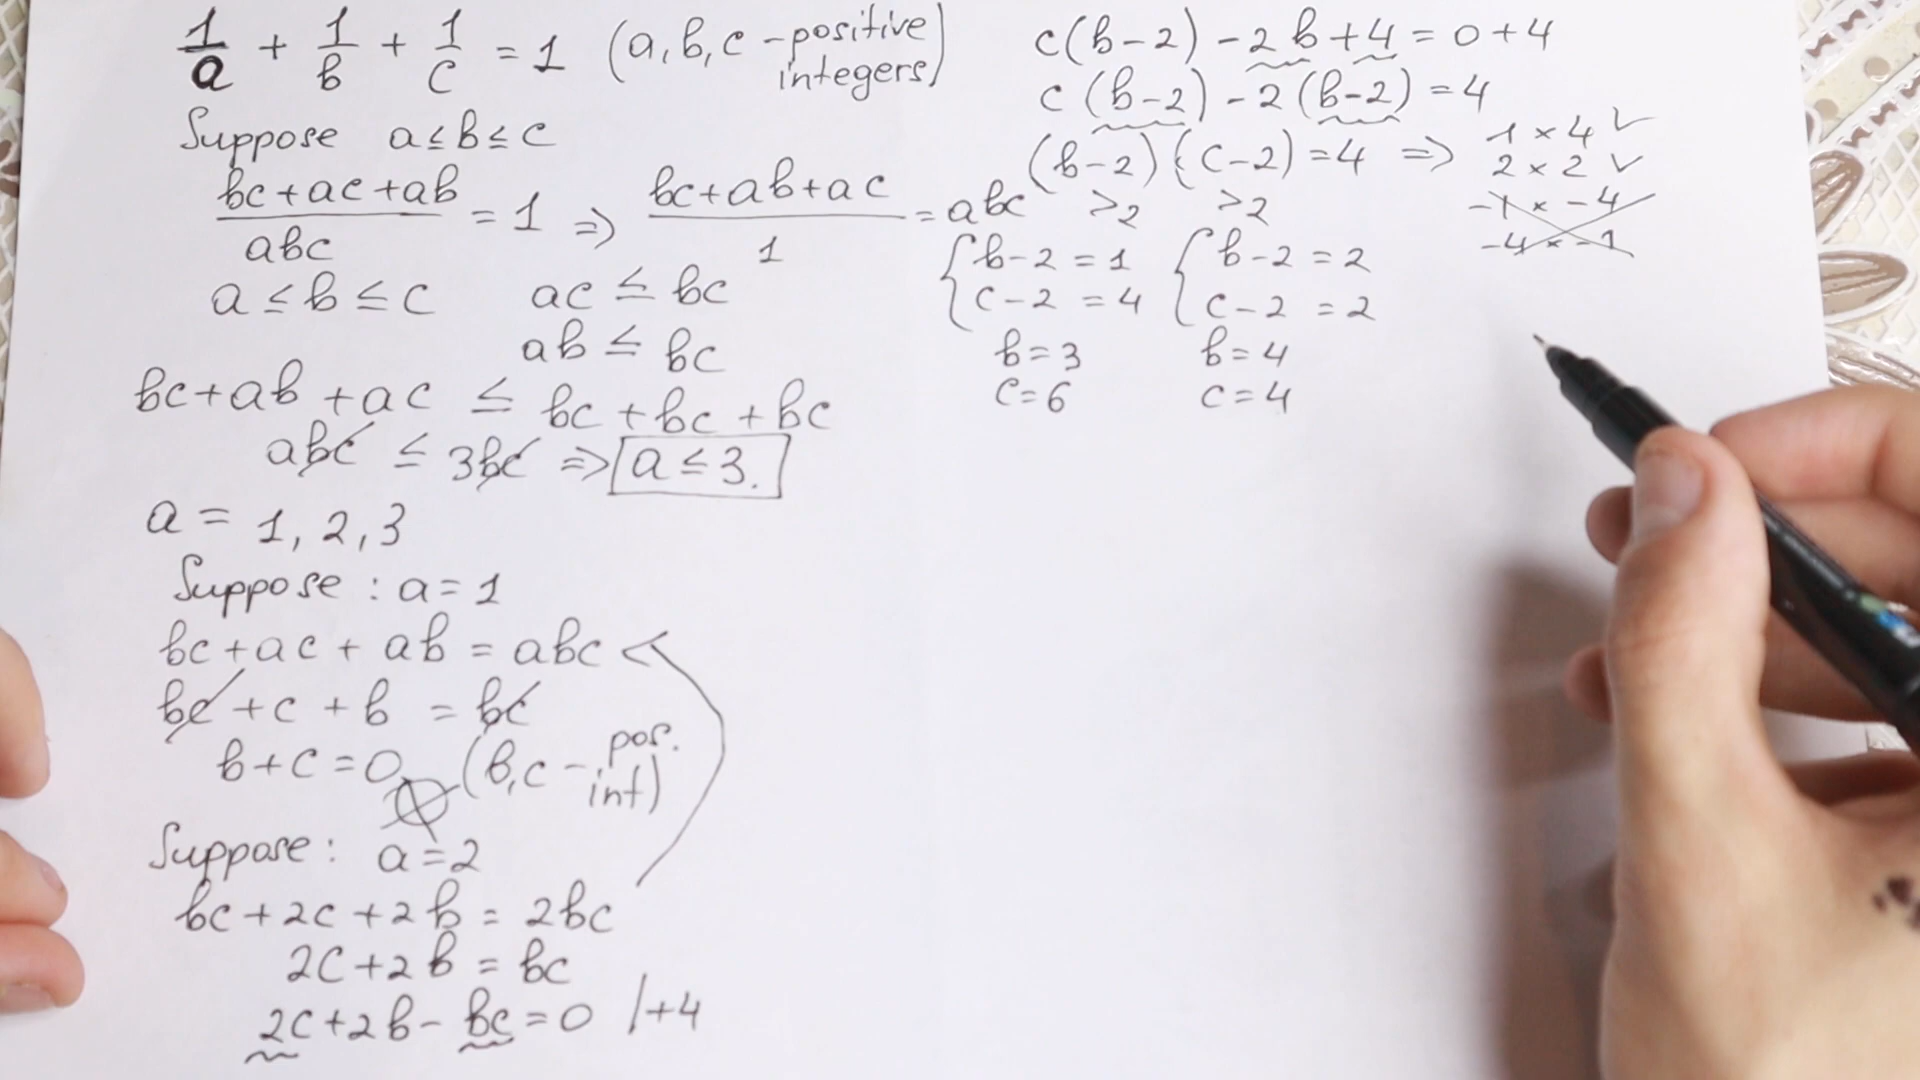 1/a + 1/b + 1/c = 1 (a, b, c - positive integers)
Suppose a ≤ b ≤ c
(bc+ac+ab)/abc = 1 => (bc+ab+ac)/1 = abc
a ≤ b ≤ c ac ≤ bc
ab ≤ bc
bc+ab+ac ≤ bc+bc+bc
abc ≤ 3bc => a ≤ 3.
a = 1, 2, 3
Suppose: a=1
bc+ac+ab = abc
bc+c+b = bc
b+c=0 (b,c - pos. int)
Suppose: a=2
bc+2c+2b = 2bc
2c+2b = bc
2c+2b-bc=0 /+4
c(b-2)-2b+4=0+4
c(b-2)-2(b-2)=4
(b-2)(c-2)=4 => 1×4 ✓
>2 >2 2×2 ✓
-1×-4
-4×-1
b-2=1 b-2=2
c-2=4 c-2=2
b=3 b=4
c=6 c=4